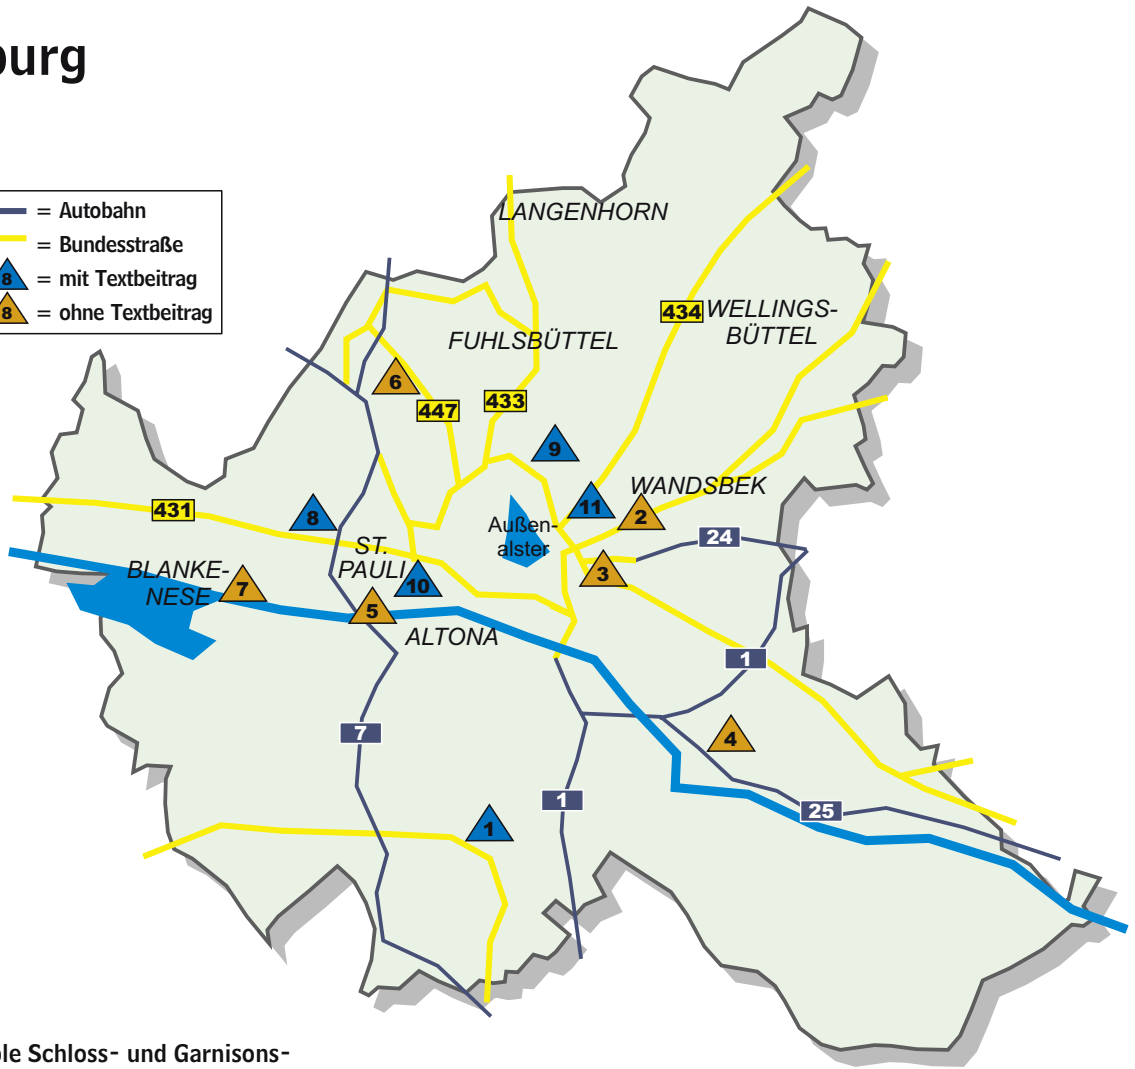 burg
= Autobahn
= Bundesstraße
8 = mit Textbeitrag
8 = ohne Textbeitrag
LANGENHORN
434 WELLINGS-
BÜTTEL
FUHLSBÜTTEL
6
447
433
9
WANDSBEK
431
8
11
2
Außen-
alster
24
ST.
PAULI
BLANKE-
NESE
7
10
3
5
ALTONA
1
7
4
1
25
1
ole Schloss- und Garnisons-